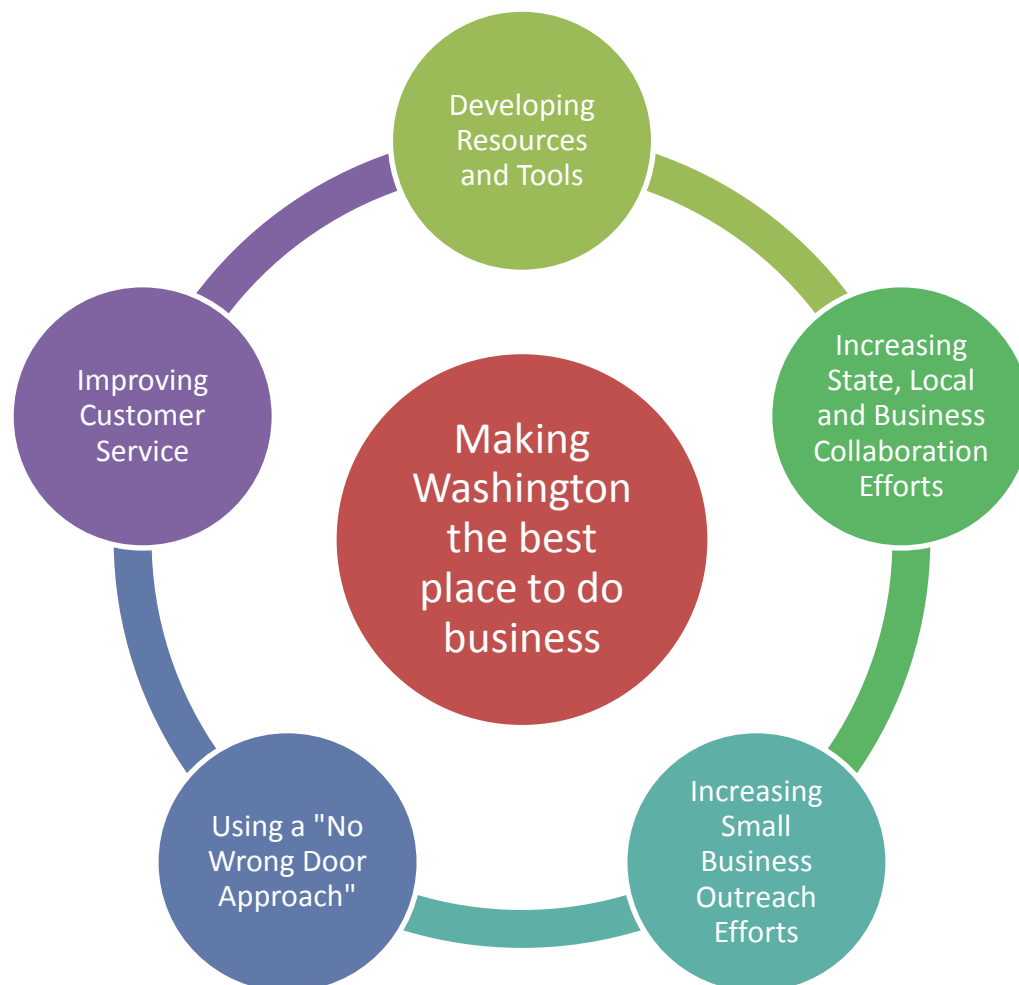 Developing
Resources
and Tools
Increasing
State, Local
and Business
Collaboration
Efforts
Improving
Customer
Service
Making
Washington
the best
place to do
business
Increasing
Small
Business
Outreach
Efforts
Using a "No
Wrong Door
Approach"